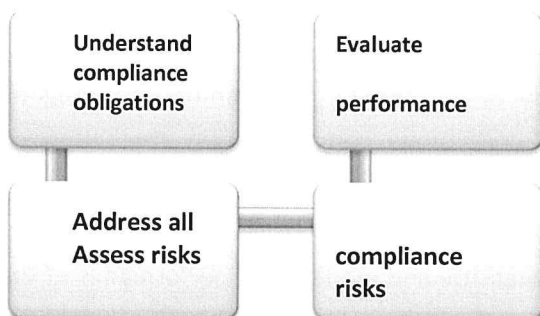 Understand
compliance
obligations
Evaluate
performance
Address all
Assess risks
compliance
risks